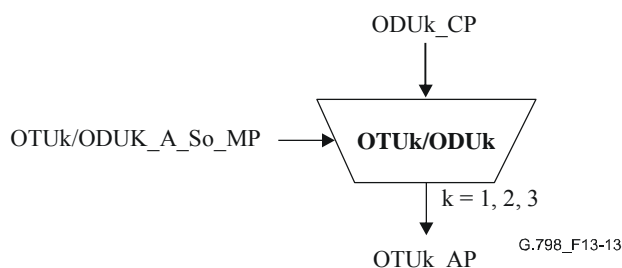 ODUk_CP
OTUk/ODUK_A_So_MP
OTUk/ODUk
k = 1, 2, 3
OTUk_AP
G.798_F13-13